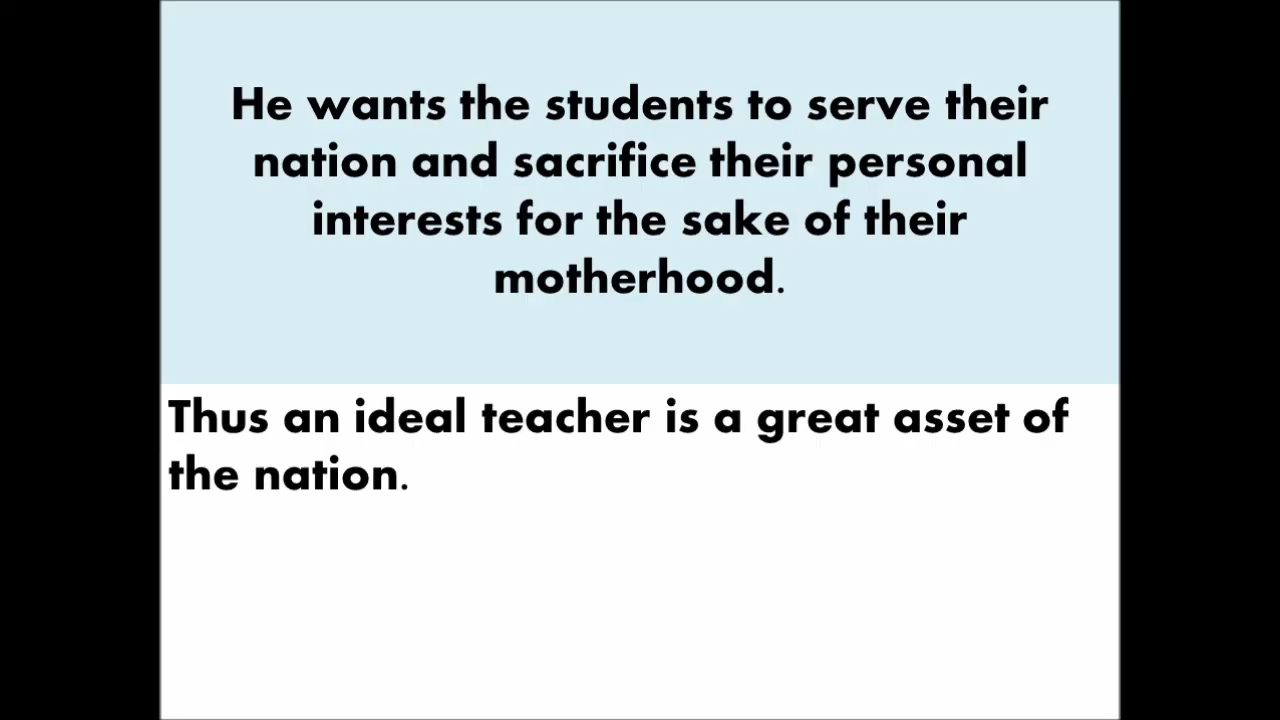 He wants the students to serve their
nation and sacrifice their personal
interests for the sake of their
motherhood.
Thus an ideal teacher is a great asset of
the nation.